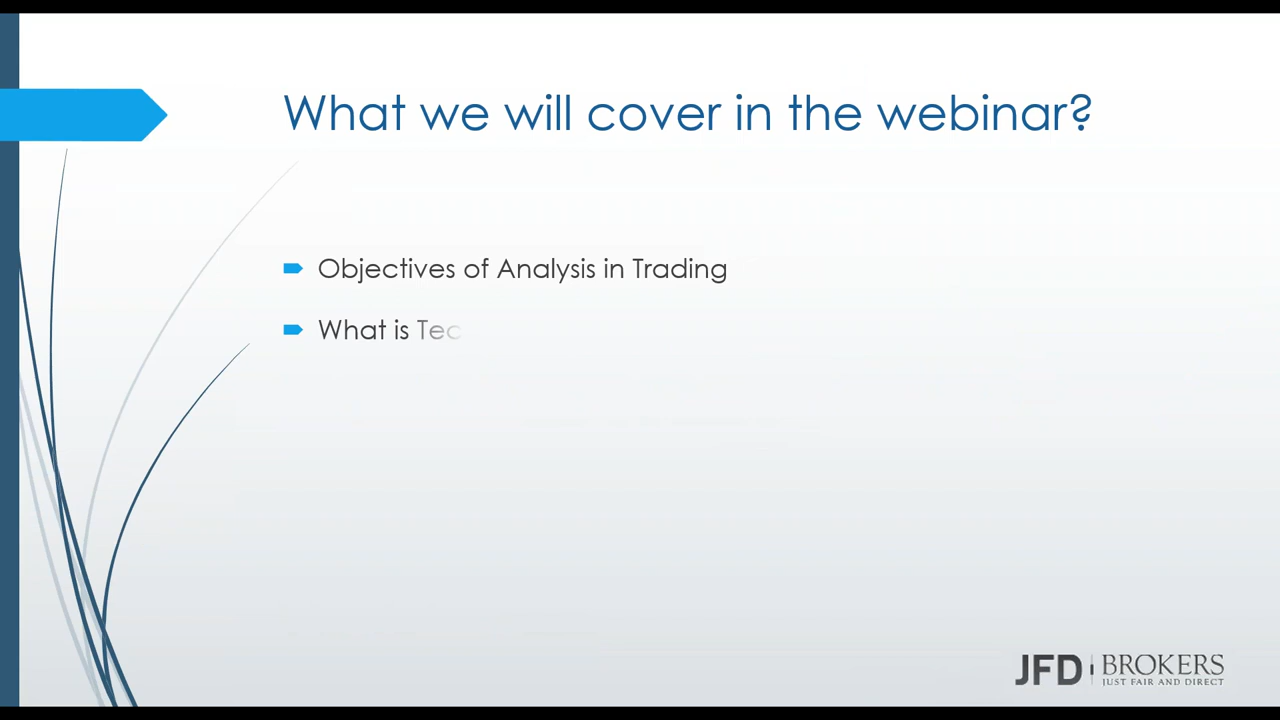 What we will cover in the webinar?
Objectives of Analysis in Trading
What is Tec
JFD BROKERS
JUST FAIR AND DIRECT